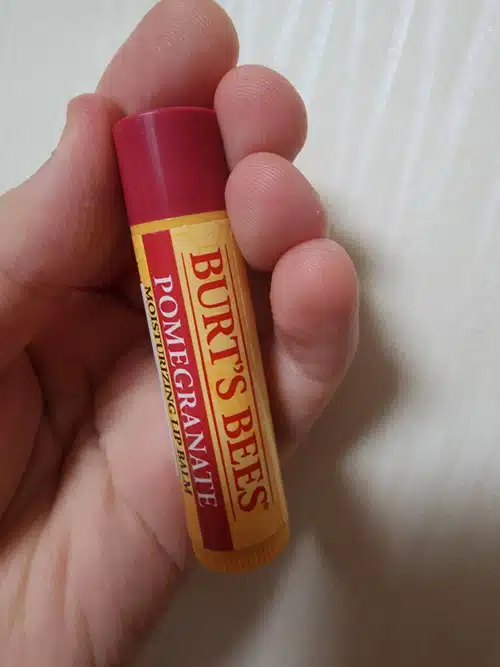 BURT'S BEES®
POMEGRANATE
MOISTURIZING LIP BALM